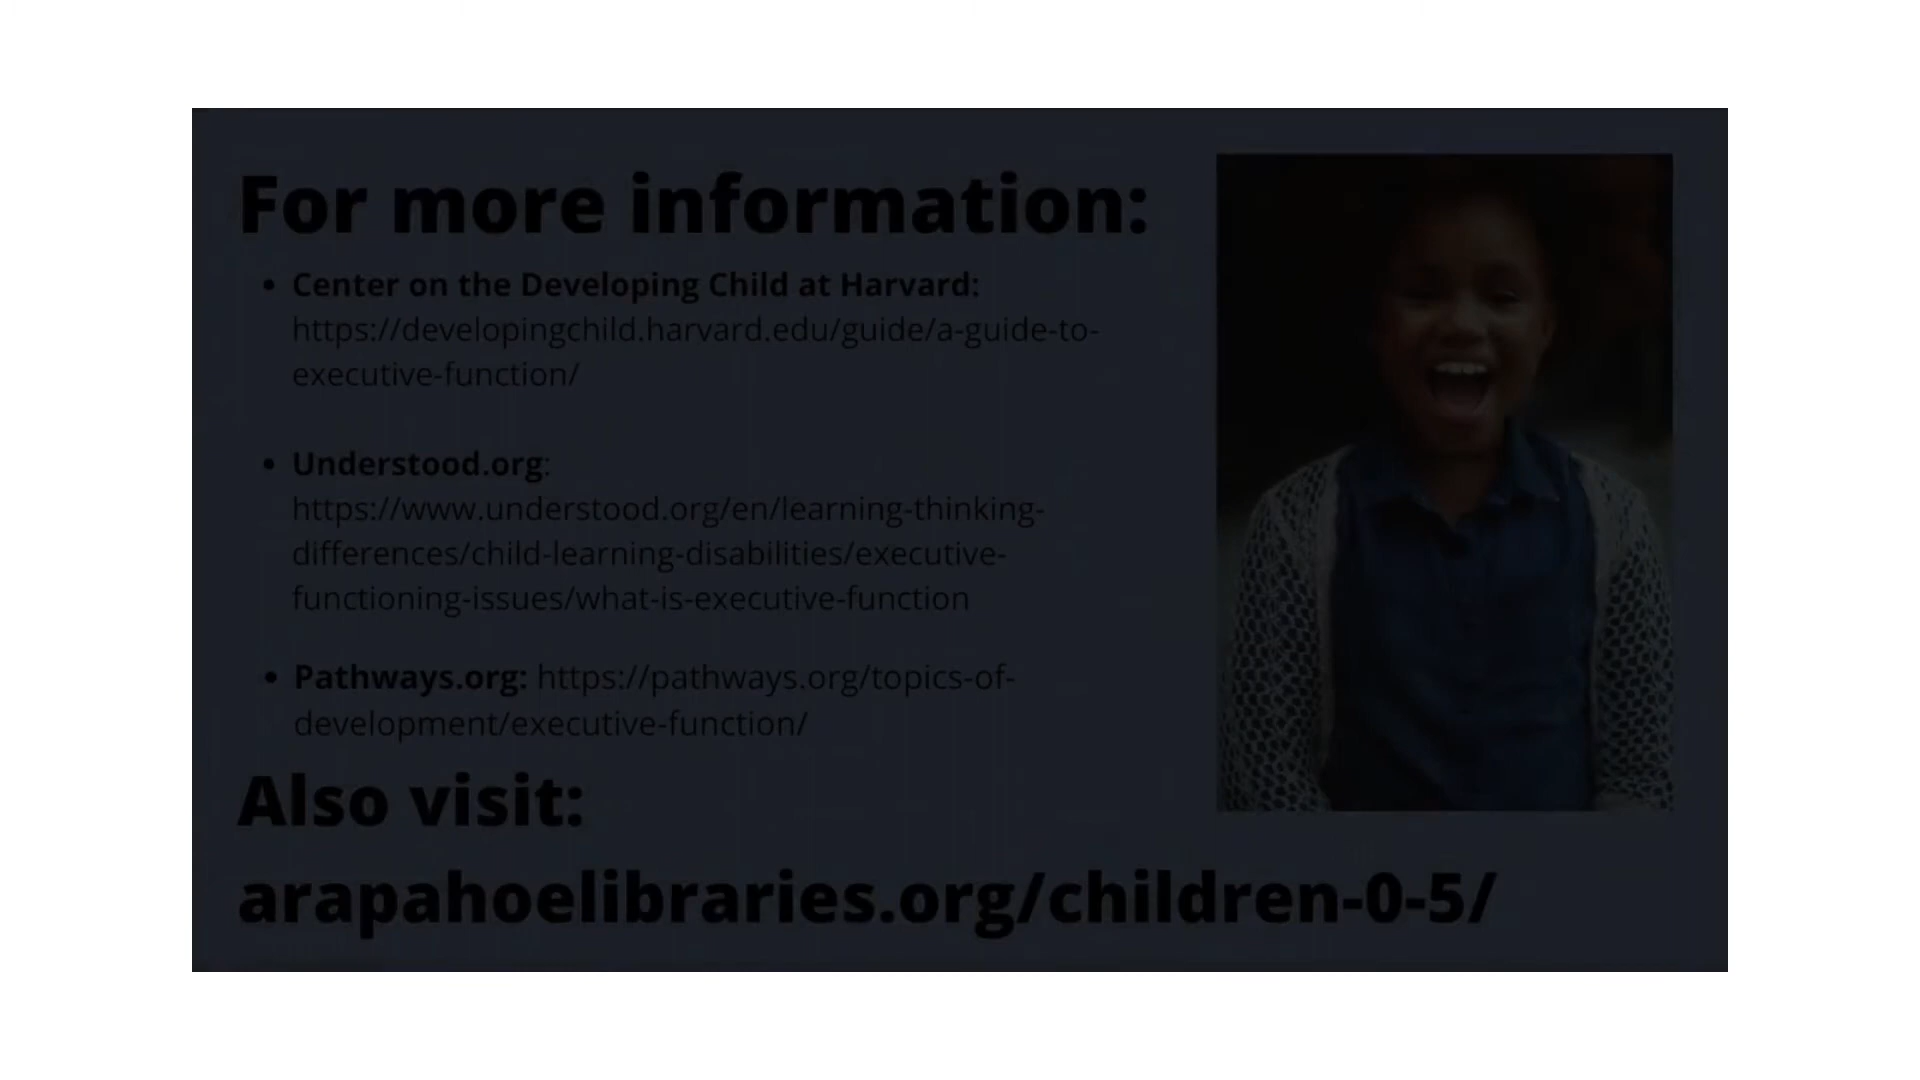 For more information:
• Center on the Developing Child at Harvard:
https://developingchild.harvard.edu/guide/a-guide-to-
executive-function/
• Understood.org:
https://www.understood.org/en/learning-thinking-
differences/child-learning-disabilities/executive-
functioning-issues/what-is-executive-function
• Pathways.org: https://pathways.org/topics-of-
development/executive-function/
Also visit:
arapahoelibraries.org/children-0-5/